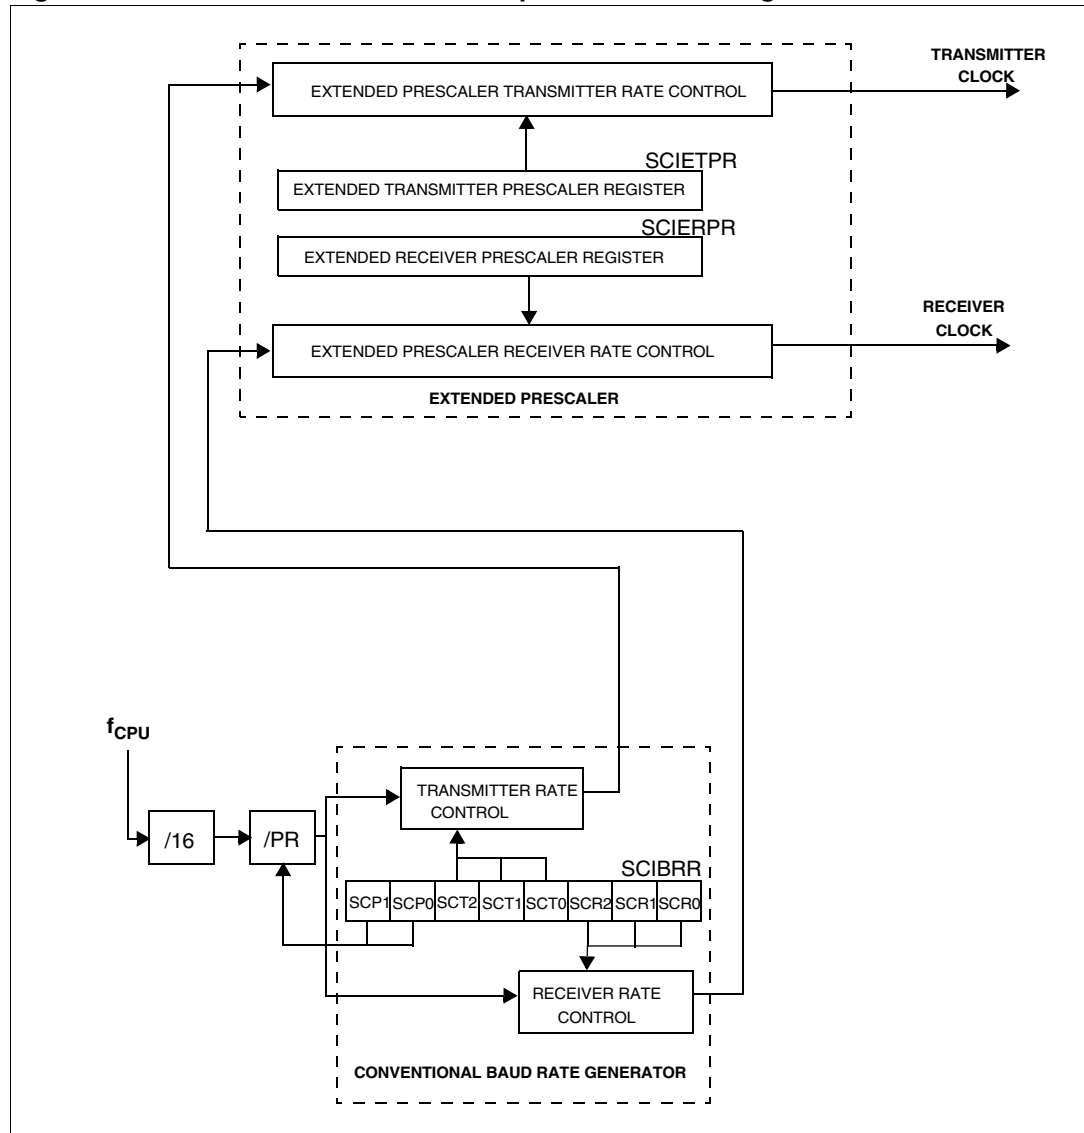 TRANSMITTER
CLOCK
EXTENDED PRESCALER TRANSMITTER RATE CONTROL
SCIETPR
EXTENDED TRANSMITTER PRESCALER REGISTER
SCIERPR
EXTENDED RECEIVER PRESCALER REGISTER
RECEIVER
CLOCK
EXTENDED PRESCALER RECEIVER RATE CONTROL
EXTENDED PRESCALER
fCPU
TRANSMITTER RATE
CONTROL
/16
/PR
SCIBRR
SCP1 SCP0 SCT2 SCT1 SCT0 SCR2 SCR1 SCR0
RECEIVER RATE
CONTROL
CONVENTIONAL BAUD RATE GENERATOR